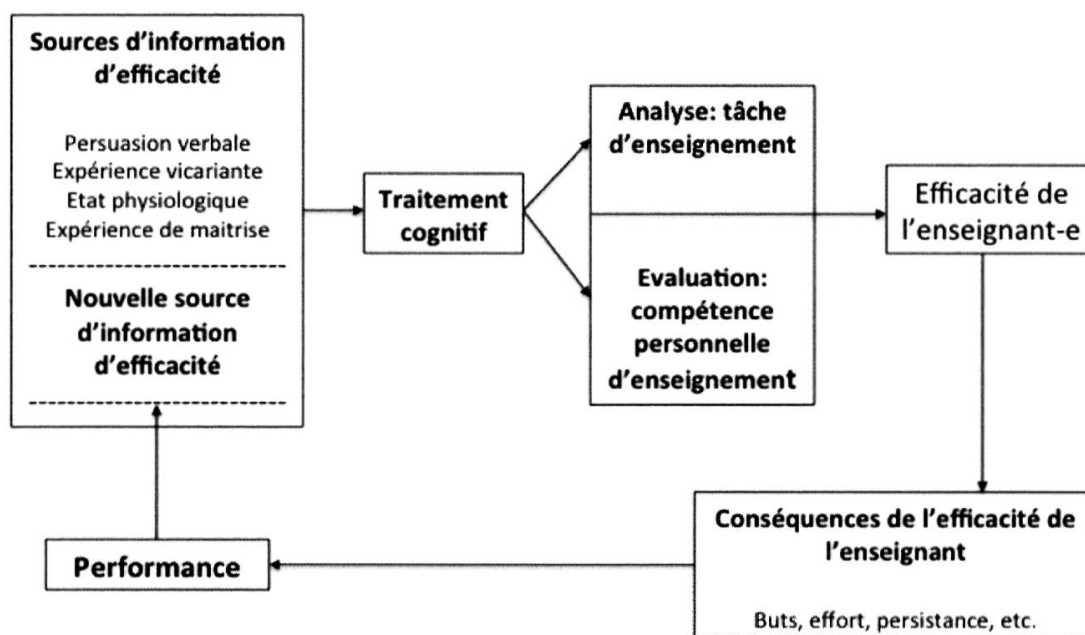 Sources d'information
d'efficacité
Persuasion verbale
Expérience vicariante
Etat physiologique
Expérience de maitrise
Nouvelle source
d'information
d'efficacité
Traitement
cognitif
Analyse: tâche
d'enseignement
Evaluation:
compétence
personnelle
d'enseignement
Efficacité de
l'enseignant-e
Conséquences de l'efficacité de
l'enseignant
Buts, effort, persistance, etc.
Performance